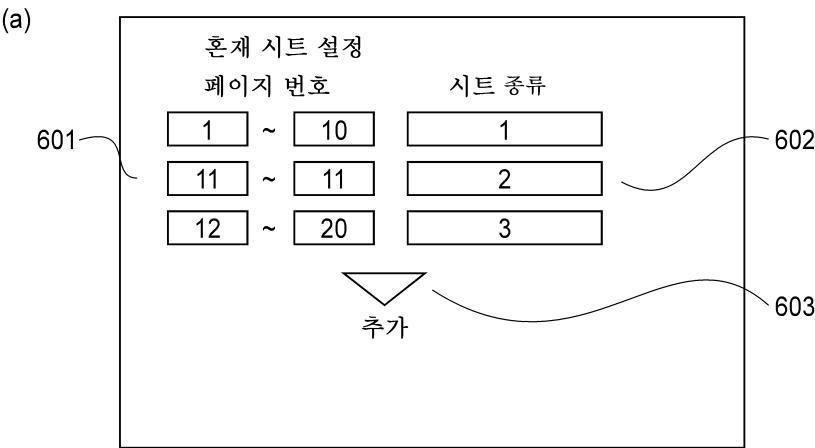 (a)
혼재 시트 설정
페이지 번호 시트 종류
1 ~ 10 1
601 602
11 ~ 11 2
12 ~ 20 3
603
추가